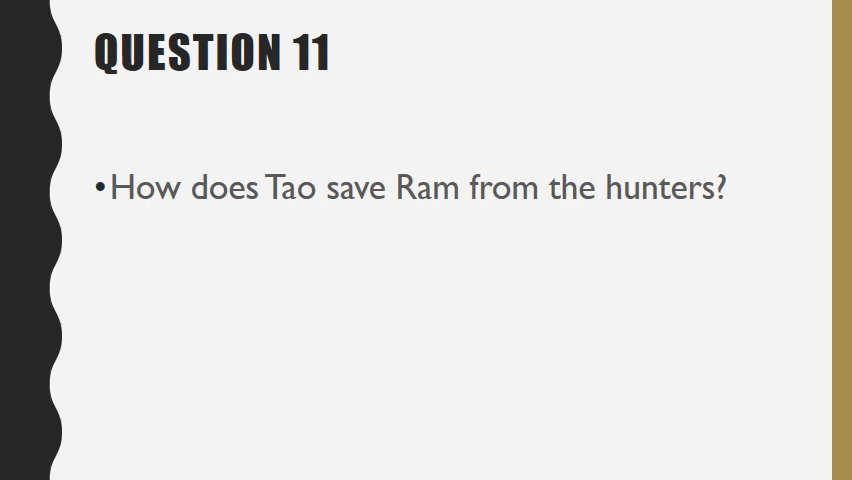 QUESTION 11
•How does Tao save Ram from the hunters?